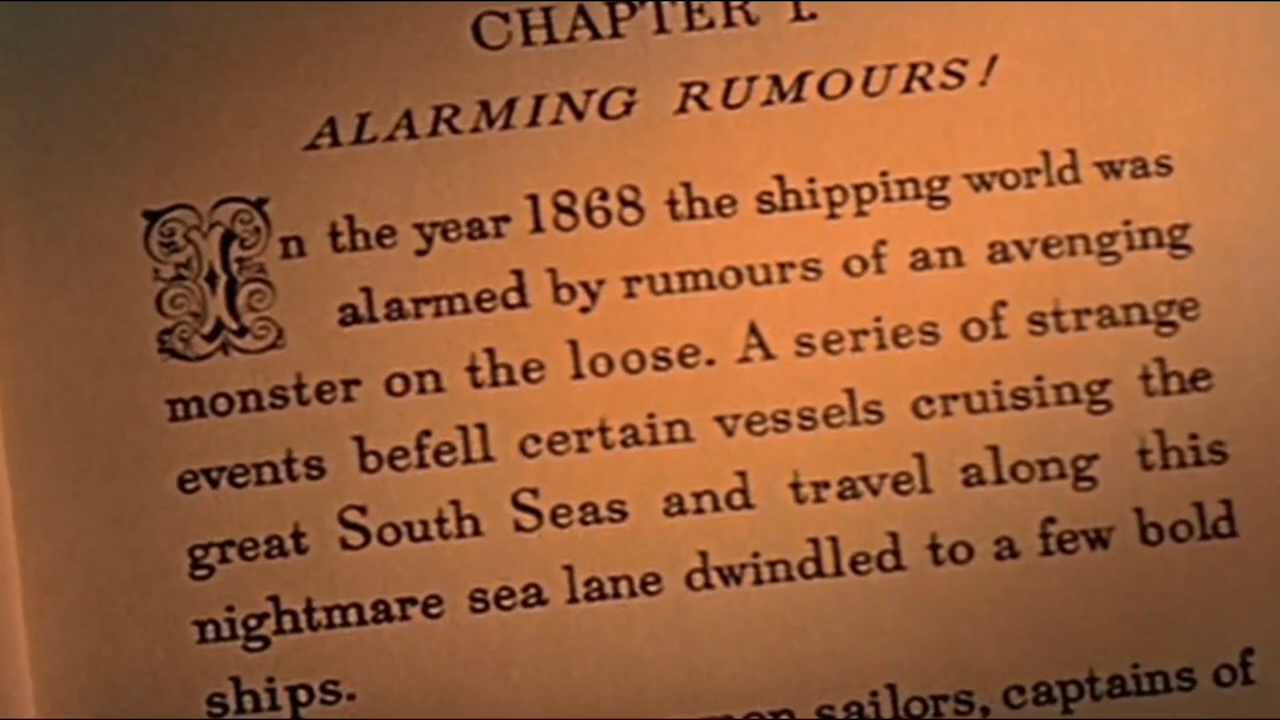 CHAPTER I.
ALARMING RUMOURS!
In the year 1868 the shipping world was
alarmed by rumours of an avenging
monster on the loose. A series of strange
events befell certain vessels cruising the
great South Seas and travel along this
nightmare sea lane dwindled to a few bold
ships.
sailors, captains of